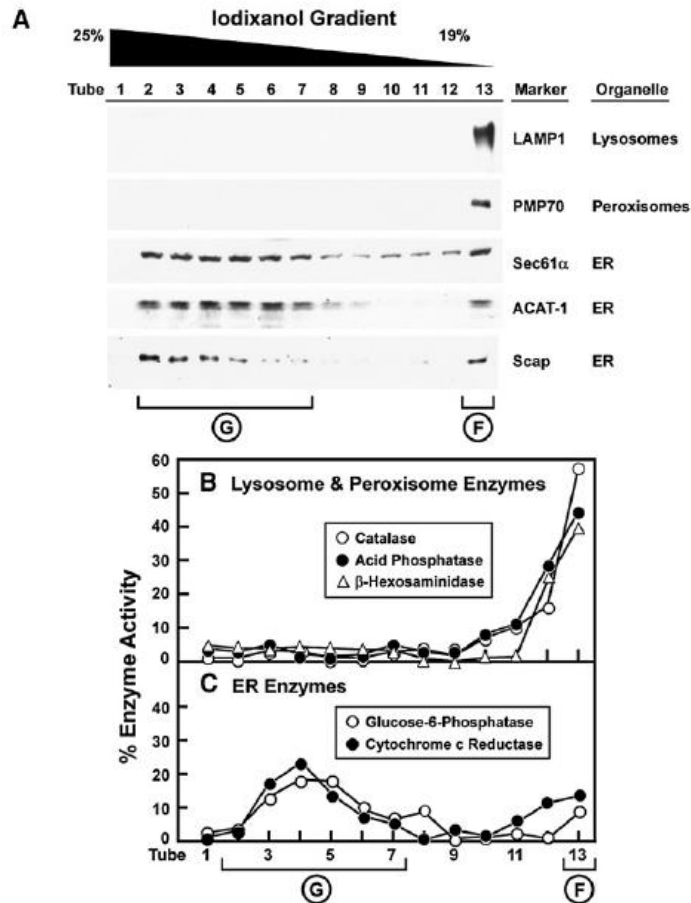 A
Iodixanol Gradient
25%
19%
Tube 1 2 3 4 5 6 7 8 9 10 11 12 13 Marker Organelle
LAMP1 Lysosomes
PMP70 Peroxisomes
Sec61α ER
ACAT-1 ER
Scap ER
G F
60
50
40
30
20
10
0
B Lysosome & Peroxisome Enzymes
Catalase
Acid Phosphatase
β-Hexosaminidase
% Enzyme Activity
C ER Enzymes
Glucose-6-Phosphatase
Cytochrome c Reductase
40
30
20
10
0
Tube 1 3 5 7 9 11 13
G F